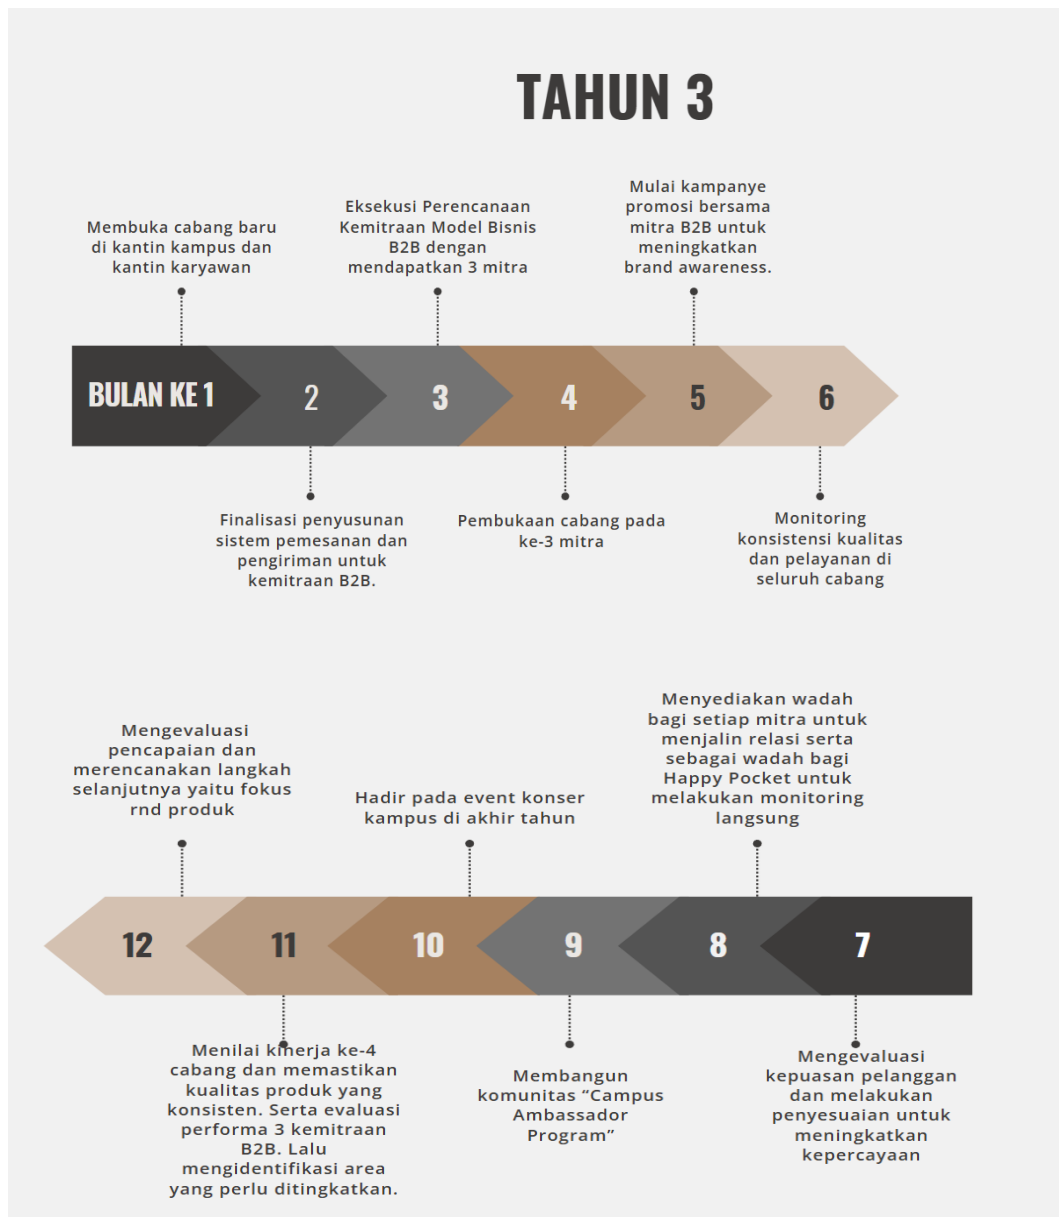 TAHUN 3
Membuka cabang baru
di kantin kampus dan
kantin karyawan
Eksekusi Perencanaan
Kemitraan Model Bisnis
B2B dengan
mendapatkan 3 mitra
Mulai kampanye
promosi bersama
mitra B2B untuk
meningkatkan
brand awareness.
BULAN KE 1
2
3
4
5
6
Finalisasi penyusunan
sistem pemesanan dan
pengiriman untuk
kemitraan B2B.
Pembukaan cabang pada
ke-3 mitra
Monitoring
konsistensi kualitas
dan pelayanan di
seluruh cabang
Mengevaluasi
pencapaian dan
merencanakan langkah
selanjutnya yaitu fokus
rnd produk
Hadir pada event konser
kampus di akhir tahun
Menyediakan wadah
bagi setiap mitra untuk
menjalin relasi serta
sebagai wadah bagi
Happy Pocket untuk
melakukan monitoring
langsung
12
11
10
9
8
7
Menilai kinerja ke-4
cabang dan memastikan
kualitas produk yang
konsisten. Serta evaluasi
performa 3 kemitraan
B2B. Lalu
mengidentifikasi area
yang perlu ditingkatkan.
Membangun
komunitas “Campus
Ambassador
Program”
Mengevaluasi
kepuasan pelanggan
dan melakukan
penyesuaian untuk
meningkatkan
kepercayaan